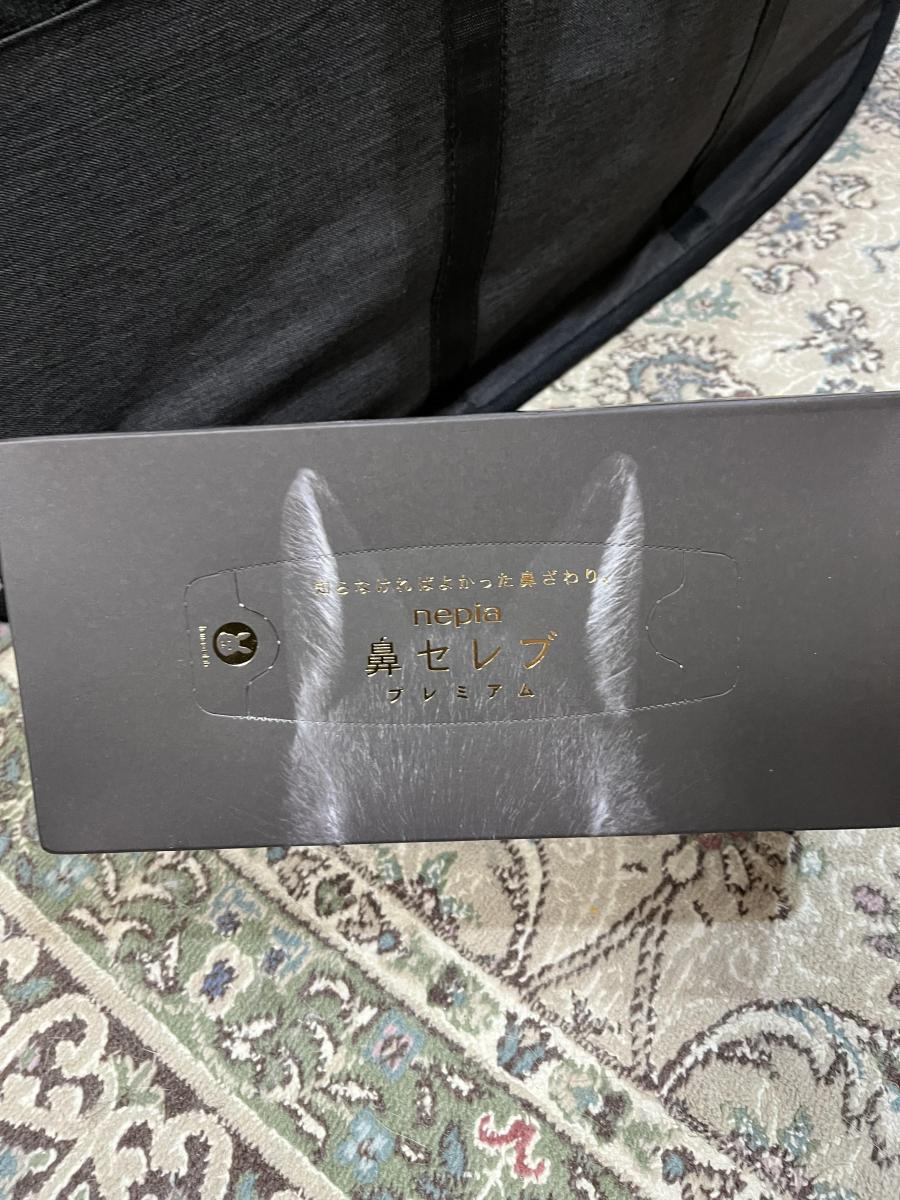 知らなければよかった鼻ざわり。
nepia
鼻セレブ
プレミアム